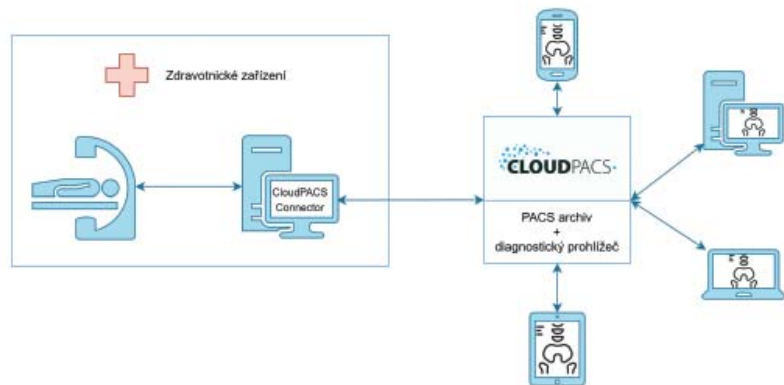 Zdravotnické zařízení
CloudPACS
Connector
CLOUDPACS
PACS archiv
+
diagnostický prohlížeč